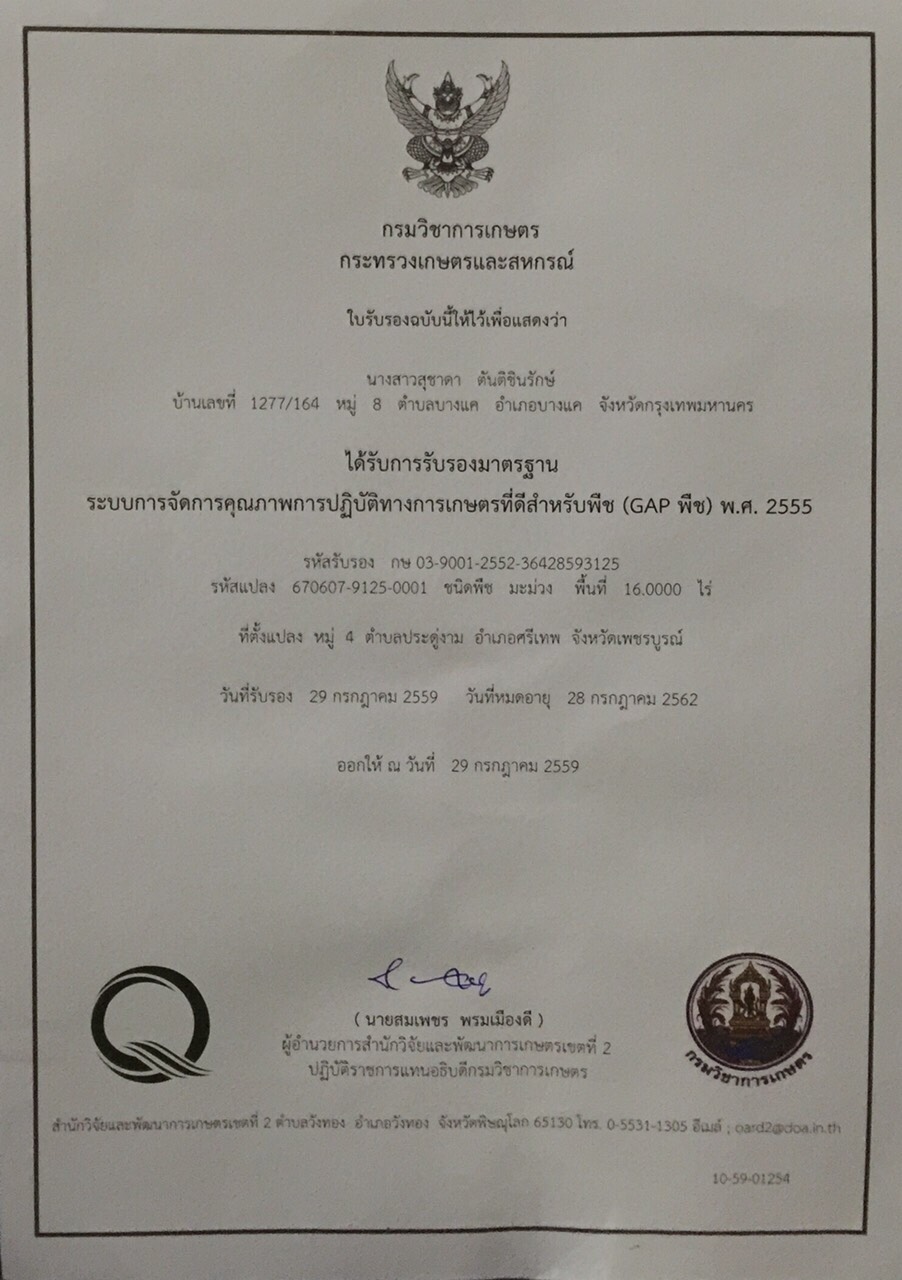 กรมวิชาการเกษตร
กระทรวงเกษตรและสหกรณ์
ใบรับรองฉบับนี้ให้ไว้เพื่อแสดงว่า
นางสาวสุชาดา ตันติชินรักษ์
บ้านเลขที่ 1277/164 หมู่ 8 ตำบลบางแค อำเภอบางแค จังหวัดกรุงเทพมหานคร
ได้รับการรับรองมาตรฐาน
ระบบการจัดการคุณภาพการปฏิบัติทางการเกษตรที่ดีสำหรับพืช (GAP พืช) พ.ศ. 2555
รหัสรับรอง กษ 03-9001-2552-36428593125
รหัสแปลง 670607-9125-0001 ชนิดพืช มะม่วง พื้นที่ 16.0000 ไร่
ที่ตั้งแปลง หมู่ 4 ตำบลประดู่งาม อำเภอศรีเทพ จังหวัดเพชรบูรณ์
วันที่รับรอง 29 กรกฎาคม 2559 วันที่หมดอายุ 28 กรกฎาคม 2562
ออกให้ ณ วันที่ 29 กรกฎาคม 2559
( นายสมเพชร พรมเมืองดี )
ผู้อำนวยการสำนักวิจัยและพัฒนาการเกษตรเขตที่ 2
ปฏิบัติราชการแทนอธิบดีกรมวิชาการเกษตร
กรมวิชาการเกษตร
สำนักวิจัยและพัฒนาการเกษตรเขตที่ 2 ตำบลวังทอง อำเภอวังทอง จังหวัดพิษณุโลก 65130 โทร. 0-5531-1305 อีเมล์ ; oard2@doa.in.th
10-59-01254